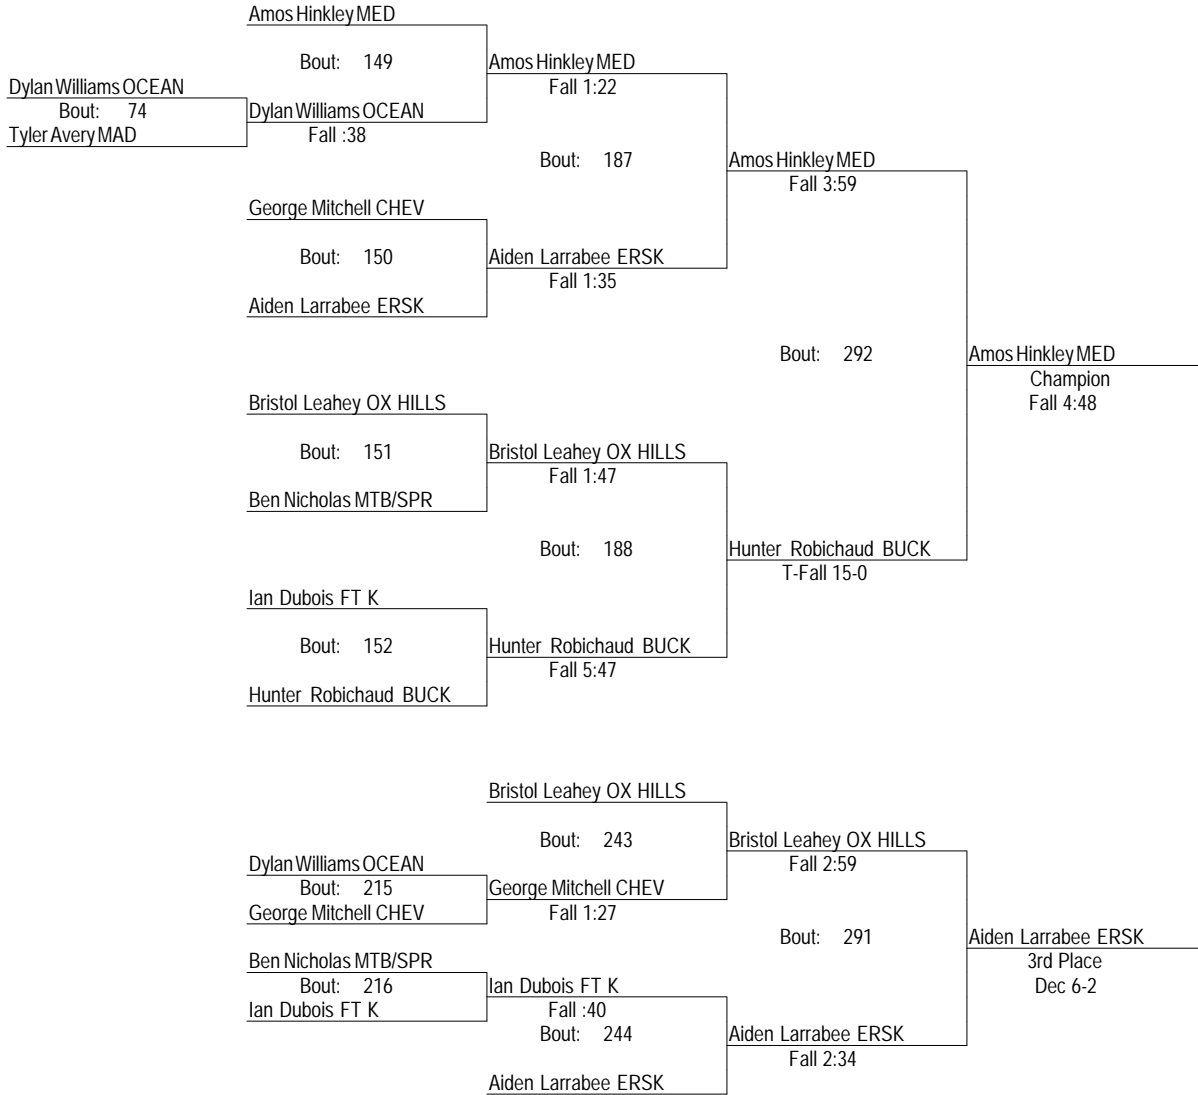 Amos Hinkley MED
Bout: 149
Amos Hinkley MED
Fall 1:22
Dylan Williams OCEAN
Bout: 74
Tyler Avery MAD
Dylan Williams OCEAN
Fall :38
Bout: 187
Amos Hinkley MED
Fall 3:59
George Mitchell CHEV
Bout: 150
Aiden Larrabee ERSK
Fall 1:35
Aiden Larrabee ERSK
Bout: 292
Amos Hinkley MED
Champion
Fall 4:48
Bristol Leahey OX HILLS
Bout: 151
Bristol Leahey OX HILLS
Fall 1:47
Ben Nicholas MTB/SPR
Bout: 188
Hunter Robichaud BUCK
T-Fall 15-0
Ian Dubois FT K
Bout: 152
Hunter Robichaud BUCK
Fall 5:47
Hunter Robichaud BUCK
Bristol Leahey OX HILLS
Bout: 243
Bristol Leahey OX HILLS
Fall 2:59
Dylan Williams OCEAN
Bout: 215
George Mitchell CHEV
George Mitchell CHEV
Fall 1:27
Bout: 291
Aiden Larrabee ERSK
3rd Place
Dec 6-2
Ben Nicholas MTB/SPR
Bout: 216
Ian Dubois FT K
Ian Dubois FT K
Fall :40
Bout: 244
Aiden Larrabee ERSK
Fall 2:34
Aiden Larrabee ERSK